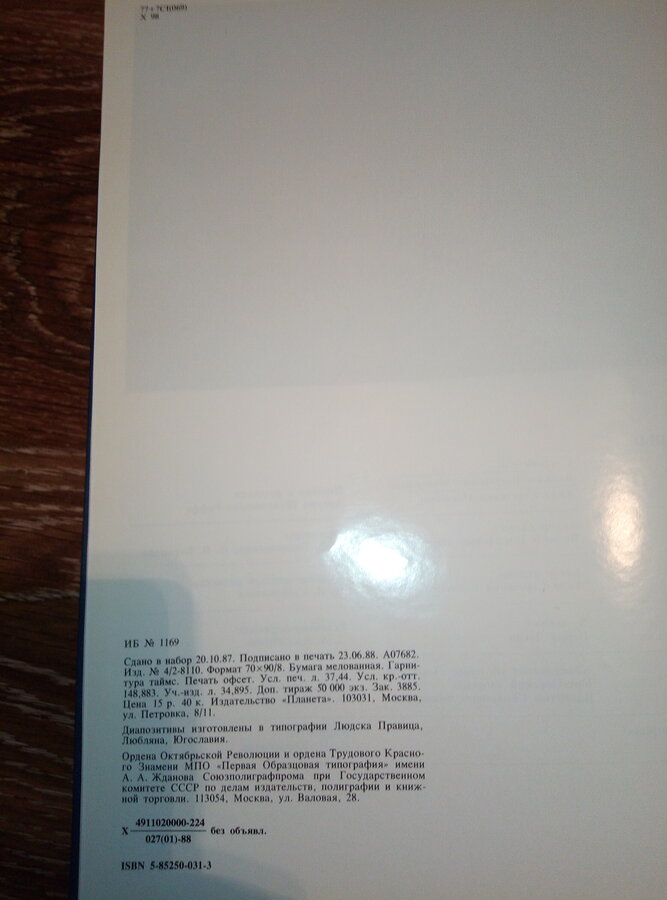 77+7С1(069)
Х 98
ИБ № 1169
Сдано в набор 20.10.87. Подписано в печать 23.06.88. А07682.
Изд. № 4/2-8110. Формат 70×90/8. Бумага мелованная. Гарни-
тура таймс. Печать офсет. Усл. печ. л. 37,44. Усл. кр.-отт.
148,883. Уч.-изд. л. 34,895. Доп. тираж 50 000 экз. Зак. 3885.
Цена 15 р. 40 к. Издательство «Планета». 103031, Москва,
ул. Петровка, 8/11.
Диапозитивы изготовлены в типографии Людска Правица,
Любляна, Югославия.
Ордена Октябрьской Революции и ордена Трудового Красно-
го Знамени МПО «Первая Образцовая типография» имени
А. А. Жданова Союзполиграфпрома при Государственном
комитете СССР по делам издательств, полиграфии и книж-
ной торговли. 113054, Москва, ул. Валовая, 28.
4911020000-224
Х без объявл.
027(01)-88
ISBN 5-85250-031-3